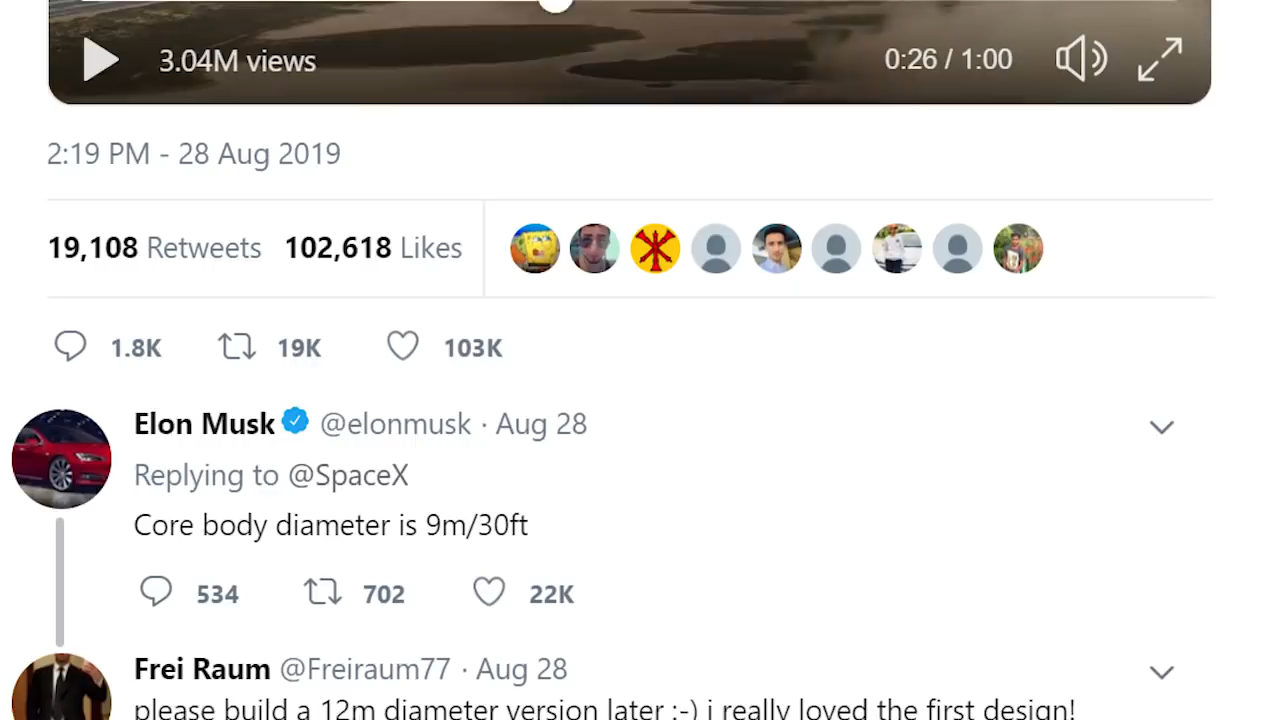 3.04M views 0:26 / 1:00
2:19 PM - 28 Aug 2019
19,108 Retweets 102,618 Likes
1.8K 19K 103K
Elon Musk @elonmusk · Aug 28
Replying to @SpaceX
Core body diameter is 9m/30ft
534 702 22K
Frei Raum @Freiraum77 · Aug 28
please build a 12m diameter version later :-) i really loved the first design!